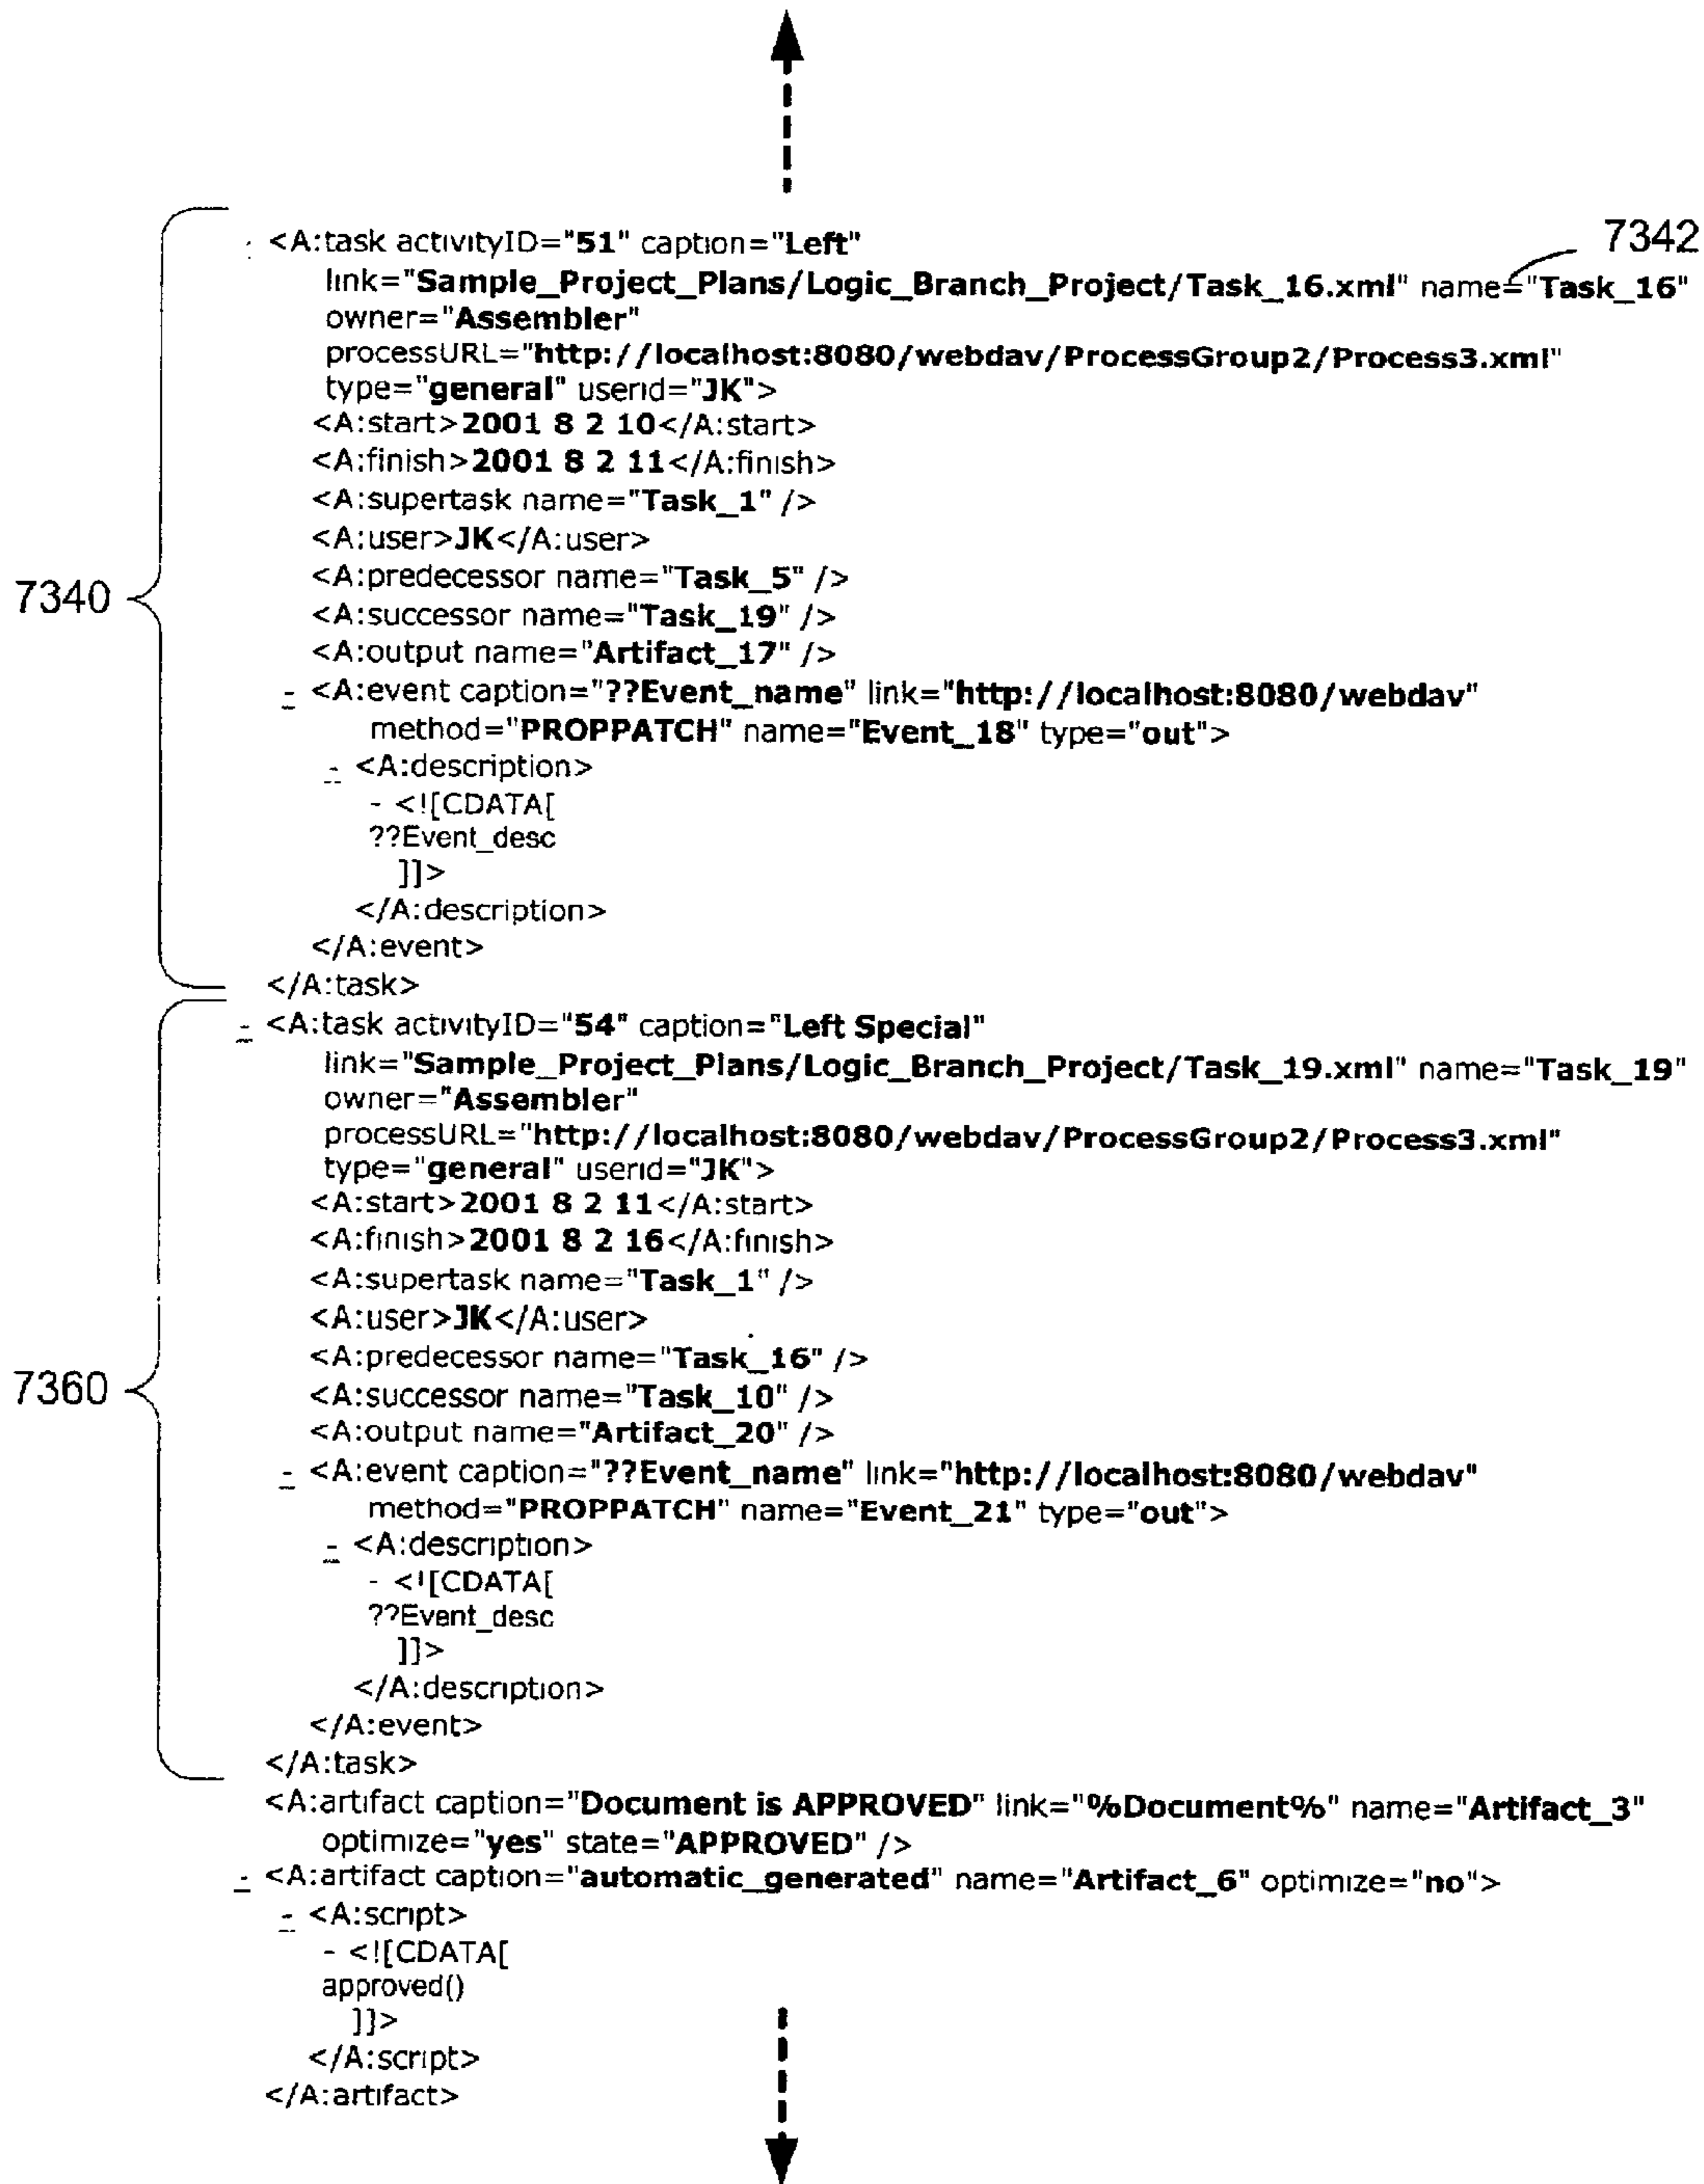 7342
- <A:task activityID="51" caption="Left"
link="Sample_Project_Plans/Logic_Branch_Project/Task_16.xml" name="Task_16"
owner="Assembler"
processURL="http://localhost:8080/webdav/ProcessGroup2/Process3.xml"
type="general" userid="JK">
<A:start>2001 8 2 10</A:start>
<A:finish>2001 8 2 11</A:finish>
<A:supertask name="Task_1" />
<A:user>JK</A:user>
7340
<A:predecessor name="Task_5" />
<A:successor name="Task_19" />
<A:output name="Artifact_17" />
- <A:event caption="??Event_name" link="http://localhost:8080/webdav"
method="PROPPATCH" name="Event_18" type="out">
- <A:description>
- <![CDATA[
??Event_desc
]]>
</A:description>
</A:event>
</A:task>
- <A:task activityID="54" caption="Left Special"
link="Sample_Project_Plans/Logic_Branch_Project/Task_19.xml" name="Task_19"
owner="Assembler"
processURL="http://localhost:8080/webdav/ProcessGroup2/Process3.xml"
type="general" userid="JK">
<A:start>2001 8 2 11</A:start>
<A:finish>2001 8 2 16</A:finish>
<A:supertask name="Task_1" />
<A:user>JK</A:user>
<A:predecessor name="Task_16" />
7360
<A:successor name="Task_10" />
<A:output name="Artifact_20" />
- <A:event caption="??Event_name" link="http://localhost:8080/webdav"
method="PROPPATCH" name="Event_21" type="out">
- <A:description>
- <![CDATA[
??Event_desc
]]>
</A:description>
</A:event>
</A:task>
<A:artifact caption="Document is APPROVED" link="%Document%" name="Artifact_3"
optimize="yes" state="APPROVED" />
- <A:artifact caption="automatic_generated" name="Artifact_6" optimize="no">
- <A:script>
- <![CDATA[
approved()
]]>
</A:script>
</A:artifact>